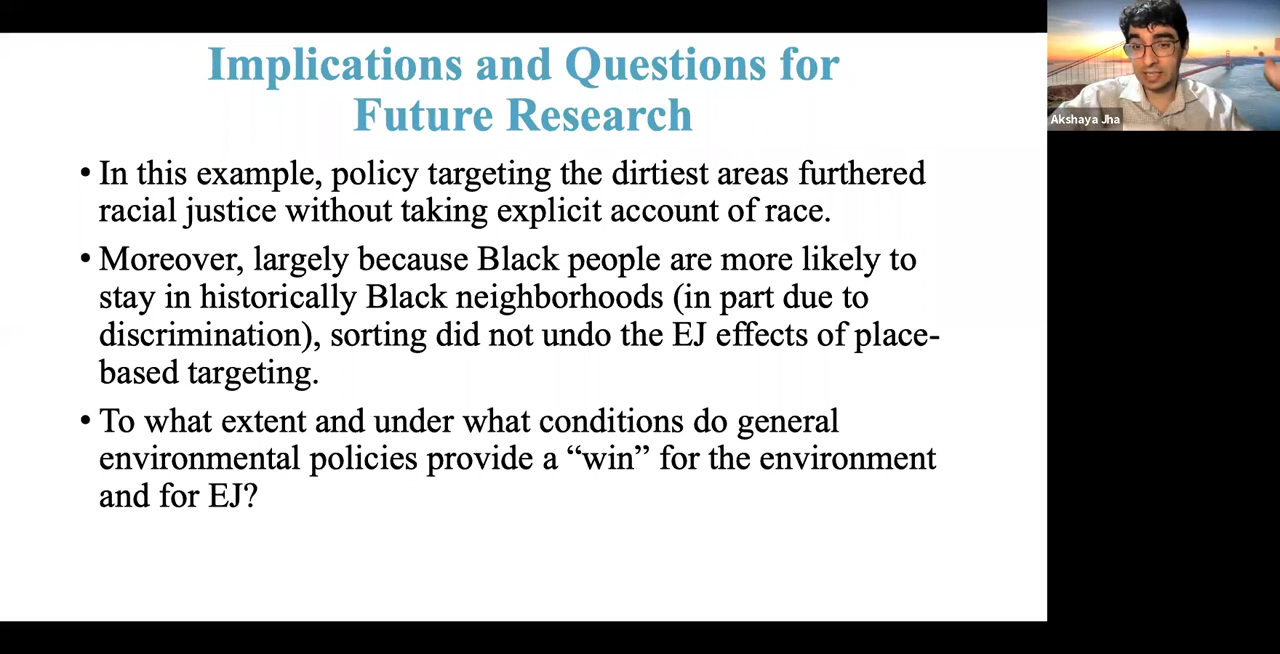 Implications and Questions for
Future Research
• In this example, policy targeting the dirtiest areas furthered
racial justice without taking explicit account of race.
• Moreover, largely because Black people are more likely to
stay in historically Black neighborhoods (in part due to
discrimination), sorting did not undo the EJ effects of place-
based targeting.
• To what extent and under what conditions do general
environmental policies provide a “win” for the environment
and for EJ?
Akshaya Jha